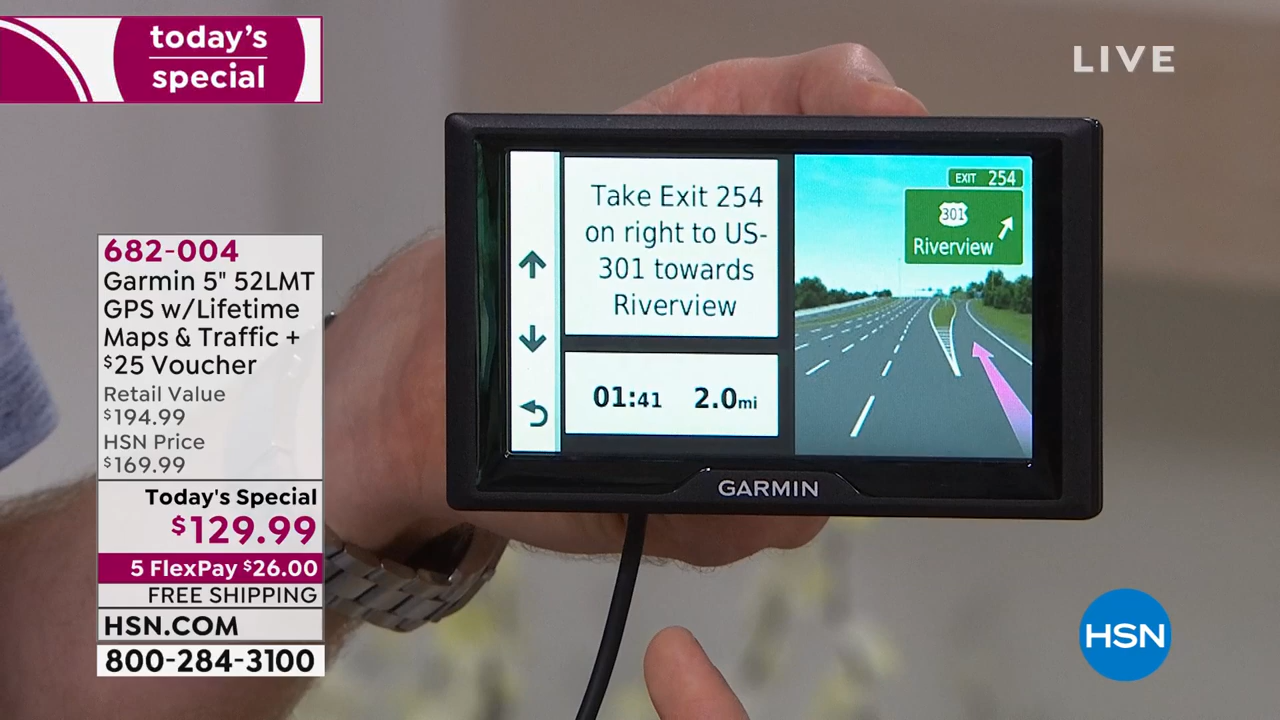 today's
special
LIVE
682-004
Garmin 5" 52LMT
GPS w/Lifetime
Maps & Traffic +
$25 Voucher
Retail Value
$194.99
HSN Price
$169.99
Today's Special
$129.99
5 FlexPay $26.00
FREE SHIPPING
HSN.COM
800-284-3100
Take Exit 254
on right to US-
301 towards
Riverview
01:41 2.0mi
EXIT 254
301
Riverview
GARMIN
HSN